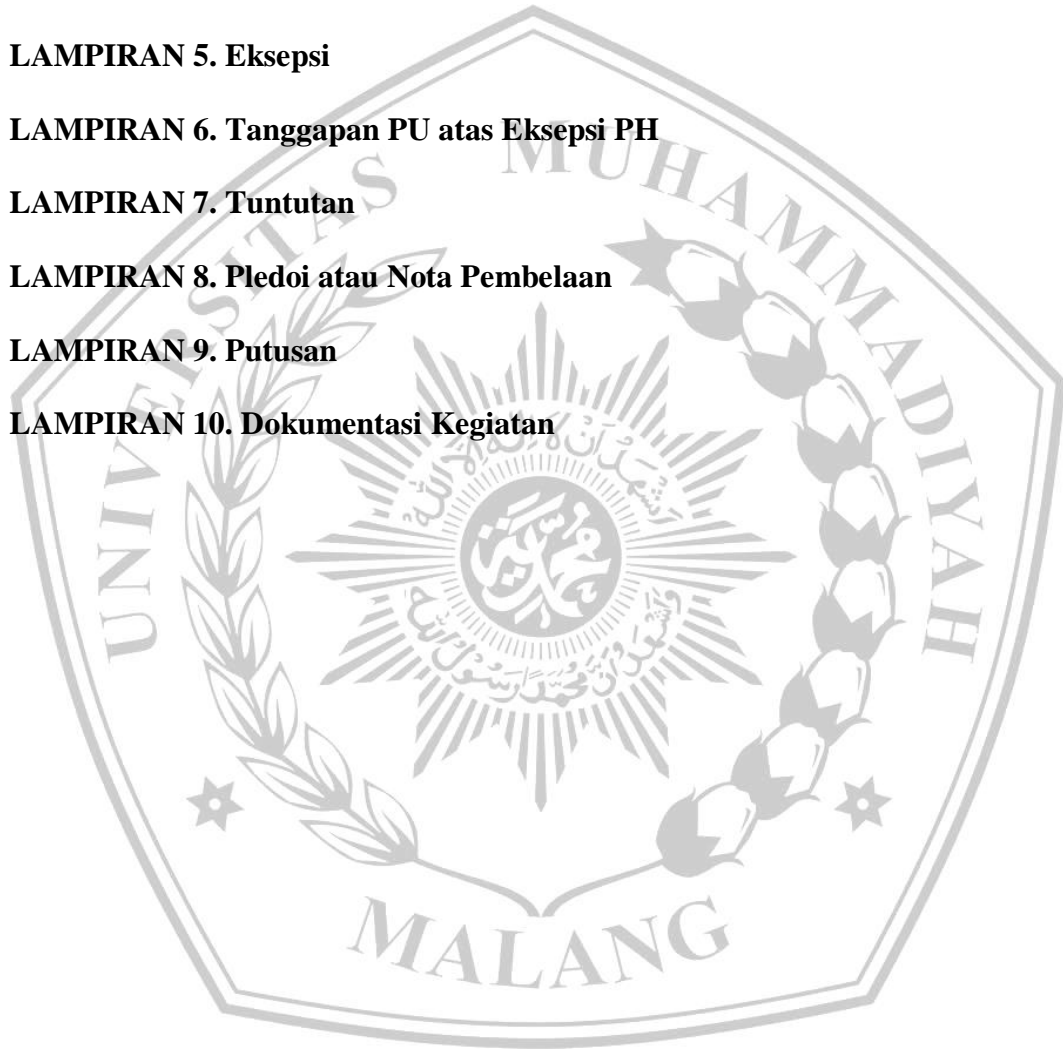 LAMPIRAN 5. Eksepsi
LAMPIRAN 6. Tanggapan PU atas Eksepsi PH
LAMPIRAN 7. Tuntutan
LAMPIRAN 8. Pledoi atau Nota Pembelaan
LAMPIRAN 9. Putusan
LAMPIRAN 10. Dokumentasi Kegiatan
UNIVERSITAS MUHAMMADIYAH
MALANG